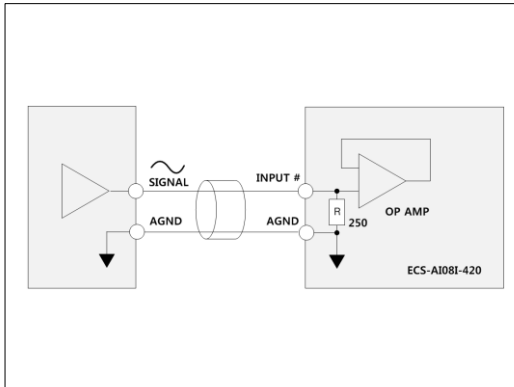 SIGNAL
INPUT #
AGND
AGND
R
250
OP AMP
ECS-AI08I-420